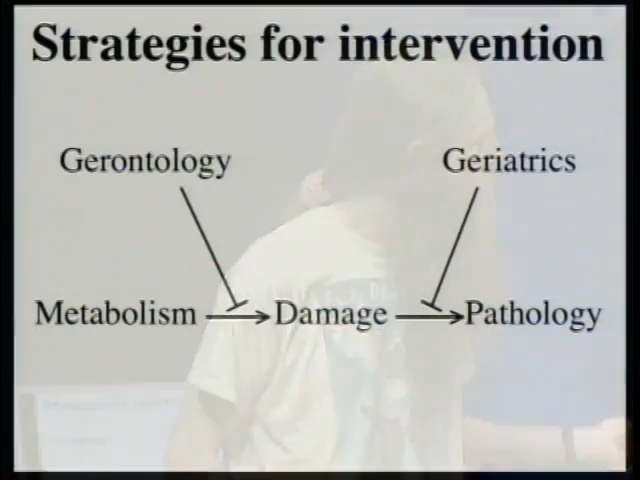 Strategies for intervention
Gerontology Geriatrics
Metabolism Damage Pathology